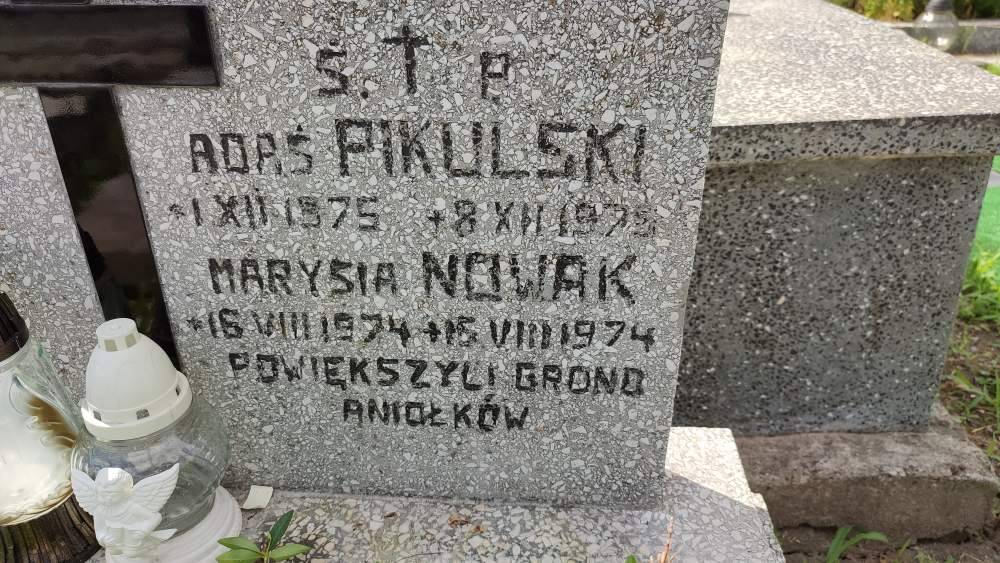 Ś. † P.
ADAŚ PIKULSKI
*1 XII 1975 +8 XII 1975
MARYSIA NOWAK
*16 VIII 1974 +16 VIII 1974
POWIĘKSZYLI GRONO
ANIOŁKÓW